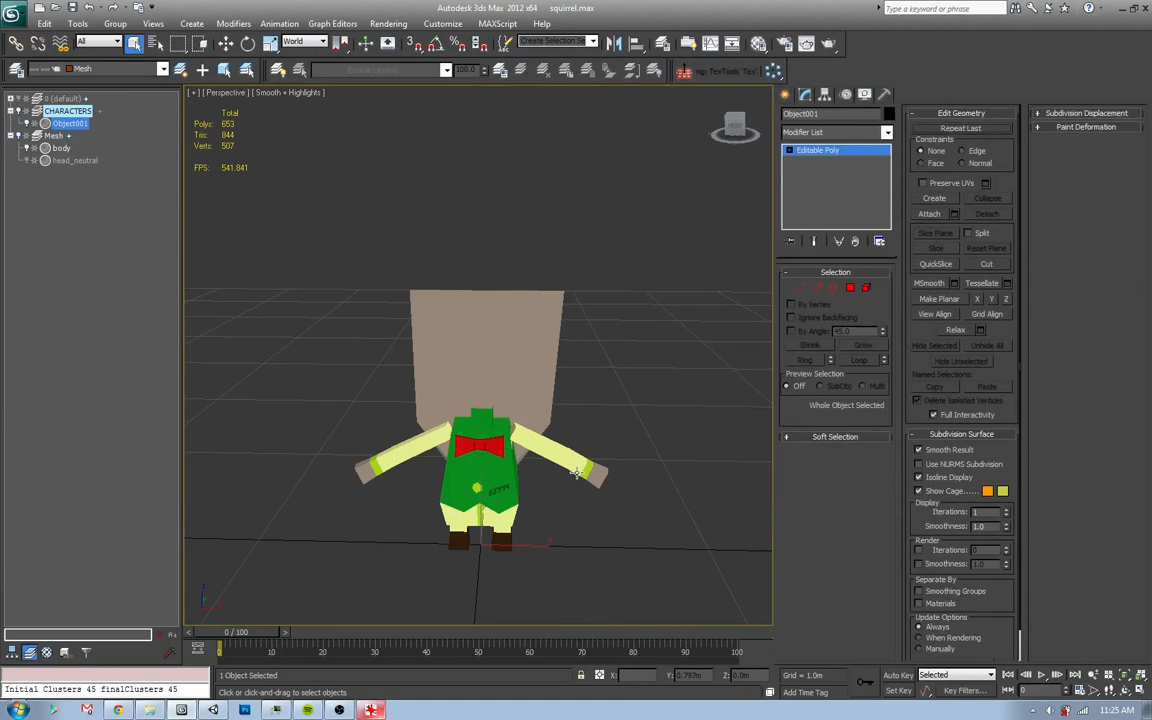 Autodesk 3ds Max 2012 x64 squirrel.max
Type a keyword or phrase
Edit Tools Group Views Create Modifiers Animation Graph Editors Rendering Customize MAXScript Help
All World Create Selection Se
Mesh Enable Layers 100.0 ng: TexTools "Tex"
0 (default)
CHARACTERS
Object001
Mesh
body
head_neutral
[ + ] [ Perspective ] [ Smooth + Highlights ]
Total
Polys: 653
Tris: 844
Verts: 507
FPS: 541.841
FRONT
Object001
Modifier List
Editable Poly
Selection
By Vertex
Ignore Backfacing
By Angle: 45.0
Shrink Grow
Ring Loop
Preview Selection
Off SubObj Multi
Whole Object Selected
Soft Selection
Edit Geometry
Repeat Last
Constraints
None Edge
Face Normal
Preserve UVs
Create Collapse
Attach Detach
Slice Plane Split
Slice Reset Plane
QuickSlice Cut
MSmooth Tessellate
Make Planar X Y Z
View Align Grid Align
Relax
Hide Selected Unhide All
Hide Unselected
Named Selections:
Copy Paste
Delete Isolated Vertices
Full Interactivity
Subdivision Surface
Smooth Result
Use NURMS Subdivision
Isoline Display
Show Cage......
Display
Iterations: 1
Smoothness: 1.0
Render
Iterations: 0
Smoothness: 1.0
Separate By
Smoothing Groups
Materials
Update Options
Always
When Rendering
Manually
Subdivision Displacement
Paint Deformation
0 / 100
0 10 20 30 40 50 60 70 80 90 100
Initial Clusters 45 finalClusters 45
1 Object Selected X: Y: 0.797m Z: 0.0m Grid = 1.0m Auto Key Selected
Click or click-and-drag to select objects Add Time Tag Set Key Key Filters... 0
11:25 AM